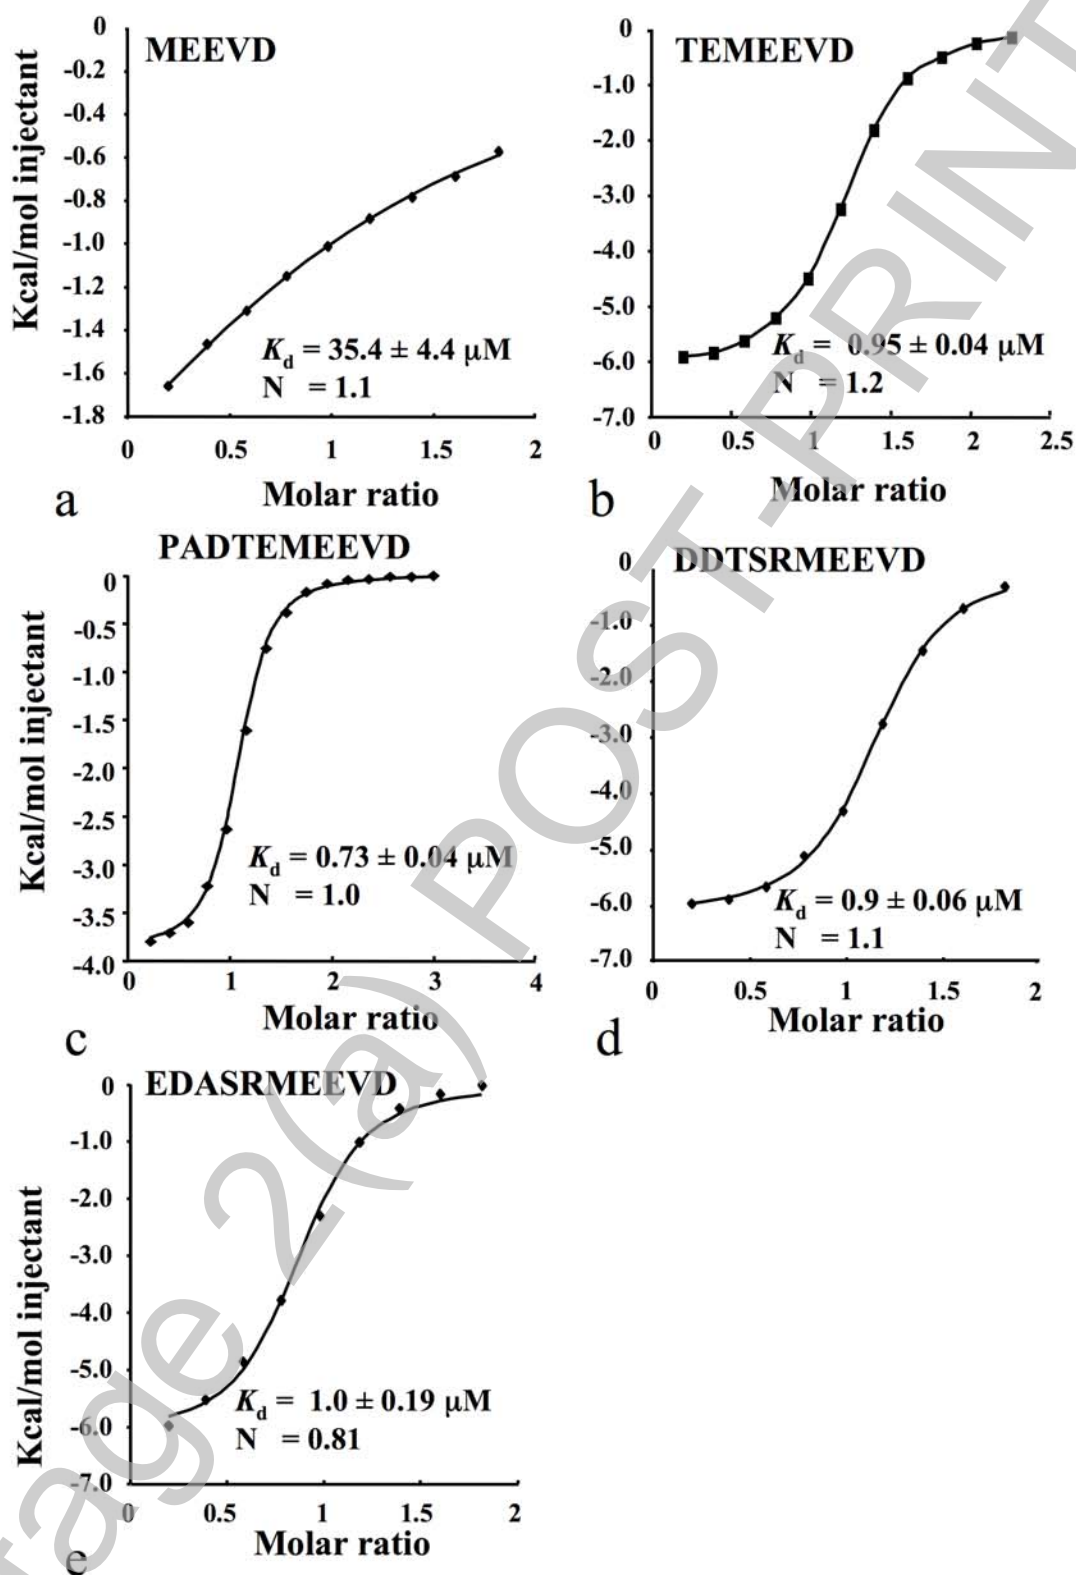 MEEVD
Kcal/mol injectant
0
-0.2
-0.4
-0.6
-0.8
-1.0
-1.2
-1.4
-1.6
-1.8
Kd = 35.4 ± 4.4 μM
N = 1.1
0 0.5 1 1.5 2
Molar ratio
a
TEMEEVD
0
-1.0
-2.0
-3.0
-4.0
-5.0
-6.0
-7.0
Kd = 0.95 ± 0.04 μM
N = 1.2
0 0.5 1 1.5 2 2.5
Molar ratio
b
PADTEMEEVD
Kcal/mol injectant
0
-0.5
-1.0
-1.5
-2.0
-2.5
-3.0
-3.5
-4.0
Kd = 0.73 ± 0.04 μM
N = 1.0
0 1 2 3 4
Molar ratio
c
DDTSRMEEVD
0
-1.0
-2.0
-3.0
-4.0
-5.0
-6.0
-7.0
Kd = 0.9 ± 0.06 μM
N = 1.1
0 0.5 1 1.5 2
Molar ratio
d
EDASRMEEVD
Kcal/mol injectant
0
-1.0
-2.0
-3.0
-4.0
-5.0
-6.0
-7.0
Kd = 1.0 ± 0.19 μM
N = 0.81
0 0.5 1 1.5 2
Molar ratio
e
tage 2(a) POST-PRINT